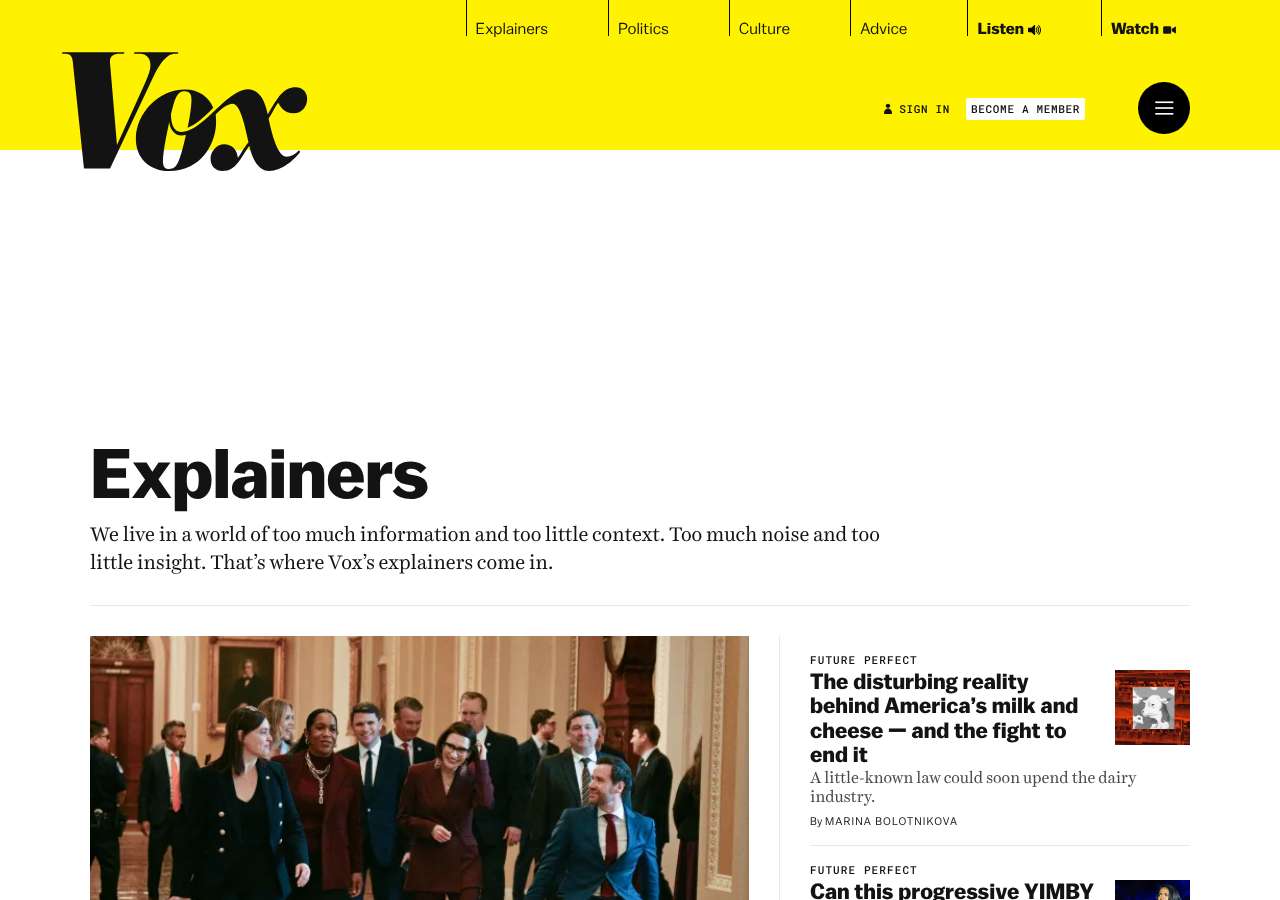 Explainers
Politics
Culture
Advice
Listen
Watch
Vox
SIGN IN
BECOME A MEMBER
Explainers
We live in a world of too much information and too little context. Too much noise and too
little insight. That’s where Vox’s explainers come in.
FUTURE PERFECT
The disturbing reality
behind America’s milk and
cheese — and the fight to
end it
A little-known law could soon upend the dairy
industry.
By MARINA BOLOTNIKOVA
FUTURE PERFECT
Can this progressive YIMBY